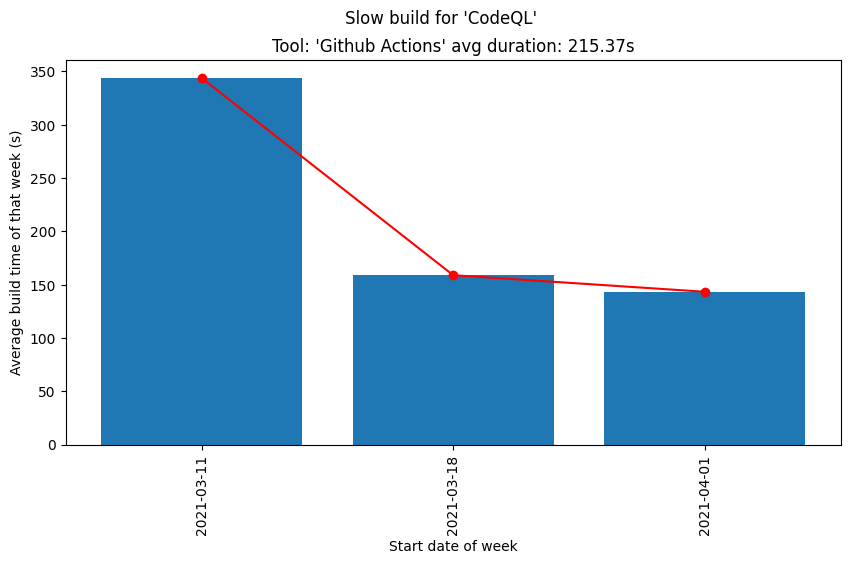 Slow build for 'CodeQL'
Tool: 'Github Actions' avg duration: 215.37s
Average build time of that week (s)
350
300
250
200
150
100
50
0
2021-03-11
2021-03-18
2021-04-01
Start date of week